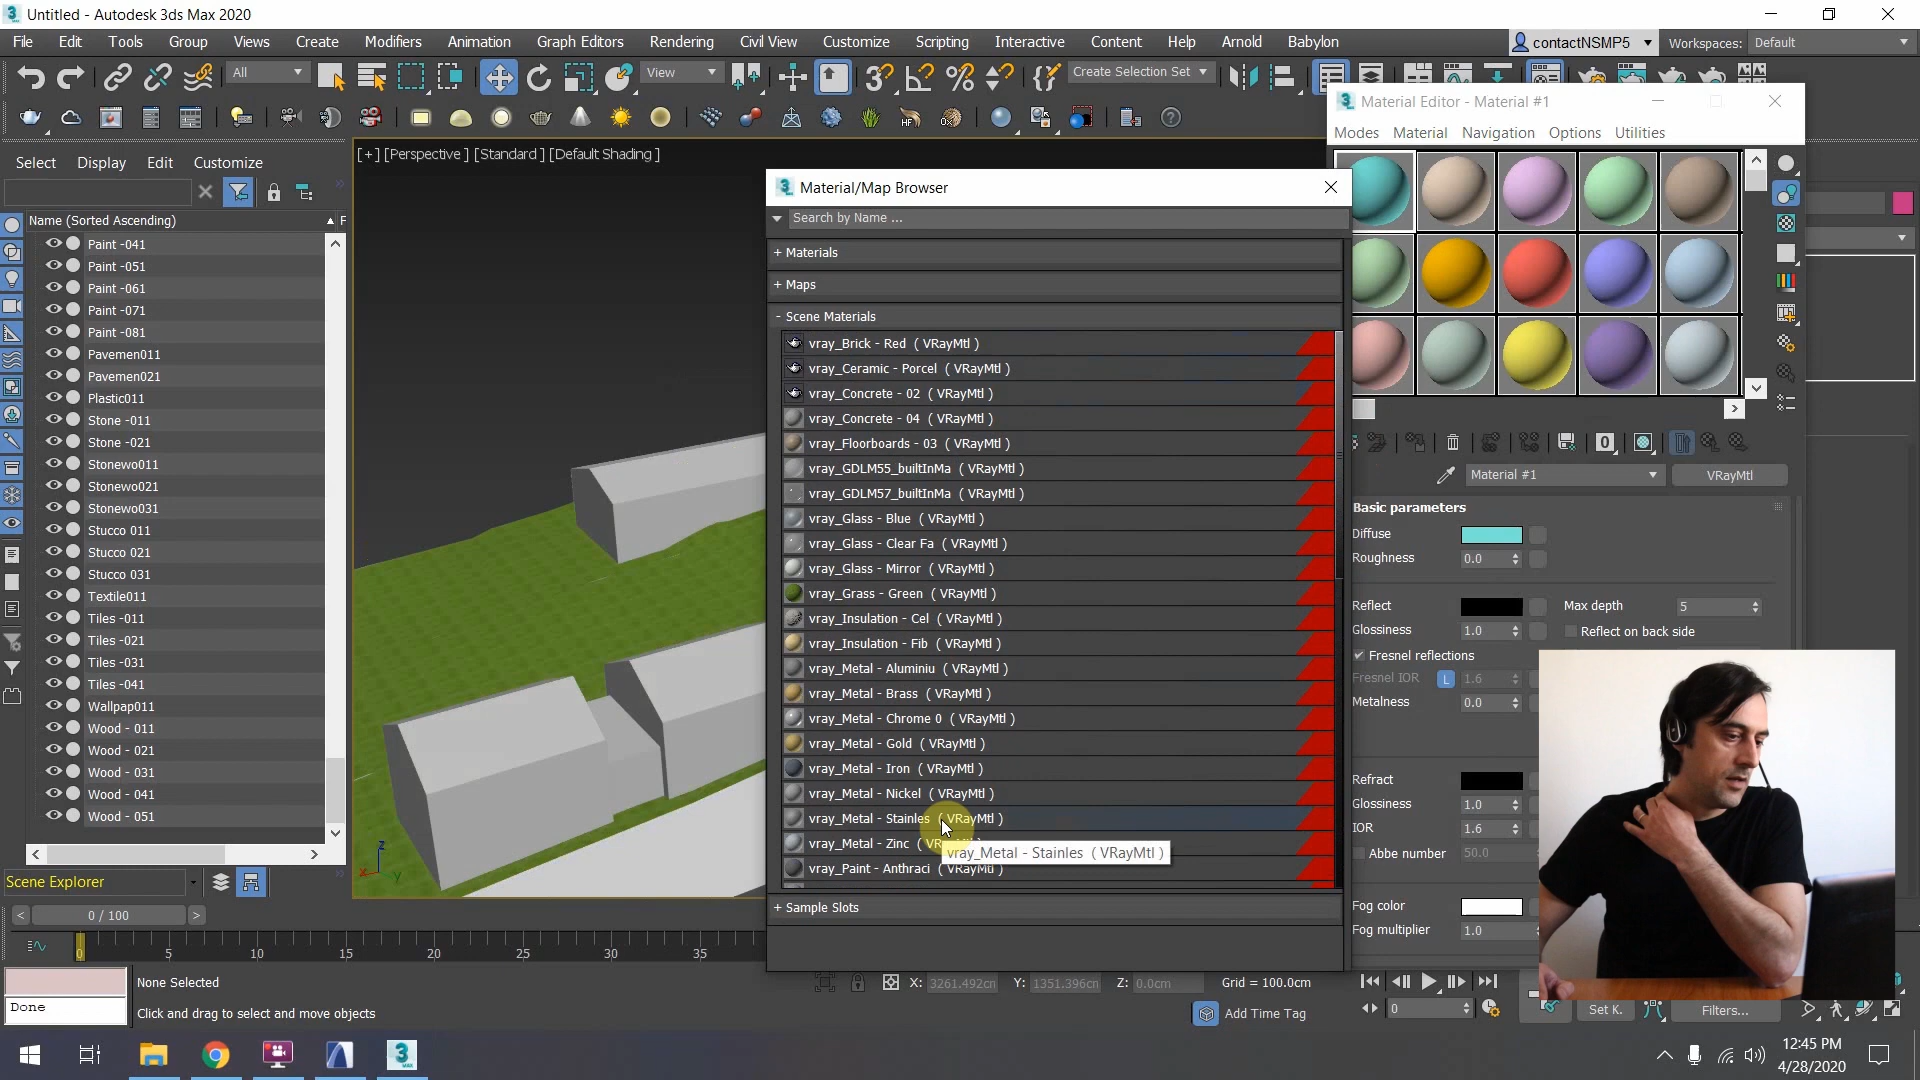 Untitled - Autodesk 3ds Max 2020
File Edit Tools Group Views Create Modifiers Animation Graph Editors Rendering Civil View Customize Scripting Interactive Content Help Arnold Babylon
contactNSMP5 Workspaces: Default
All View Create Selection Set
Material Editor - Material #1
Modes Material Navigation Options Utilities
Select Display Edit Customize
[+] [Perspective ] [Standard ] [Default Shading ]
Name (Sorted Ascending) F
Paint -041
Paint -051
Paint -061
Paint -071
Paint -081
Pavemen011
Pavemen021
Plastic011
Stone -011
Stone -021
Stonewo011
Stonewo021
Stonewo031
Stucco 011
Stucco 021
Stucco 031
Textile011
Tiles -011
Tiles -021
Tiles -031
Tiles -041
Wallpap011
Wood - 011
Wood - 021
Wood - 031
Wood - 041
Wood - 051
Scene Explorer
Material/Map Browser
Search by Name ...
+ Materials
+ Maps
- Scene Materials
vray_Brick - Red ( VRayMtl )
vray_Ceramic - Porcel ( VRayMtl )
vray_Concrete - 02 ( VRayMtl )
vray_Concrete - 04 ( VRayMtl )
vray_Floorboards - 03 ( VRayMtl )
vray_GDLM55_builtInMa ( VRayMtl )
vray_GDLM57_builtInMa ( VRayMtl )
vray_Glass - Blue ( VRayMtl )
vray_Glass - Clear Fa ( VRayMtl )
vray_Glass - Mirror ( VRayMtl )
vray_Grass - Green ( VRayMtl )
vray_Insulation - Cel ( VRayMtl )
vray_Insulation - Fib ( VRayMtl )
vray_Metal - Aluminiu ( VRayMtl )
vray_Metal - Brass ( VRayMtl )
vray_Metal - Chrome 0 ( VRayMtl )
vray_Metal - Gold ( VRayMtl )
vray_Metal - Iron ( VRayMtl )
vray_Metal - Nickel ( VRayMtl )
vray_Metal - Stainles ( VRayMtl )
vray_Metal - Zinc
vray_Metal - Stainles ( VRayMtl )
vray_Paint - Anthraci ( VRayMtl )
+ Sample Slots
Material #1 VRayMtl
Basic parameters
Diffuse
Roughness 0.0
Reflect Max depth 5
Glossiness 1.0 Reflect on back side
Fresnel reflections
Fresnel IOR L 1.6
Metalness 0.0
Refract
Glossiness 1.0
IOR 1.6
Abbe number 50.0
Fog color
Fog multiplier 1.0
0 / 100
0 5 10 15 20 25 30 35
None Selected
Done
Click and drag to select and move objects
X: 3261.492cm Y: 1351.396cm Z: 0.0cm Grid = 100.0cm
Add Time Tag
0 Set K. Filters...
12:45 PM
4/28/2020